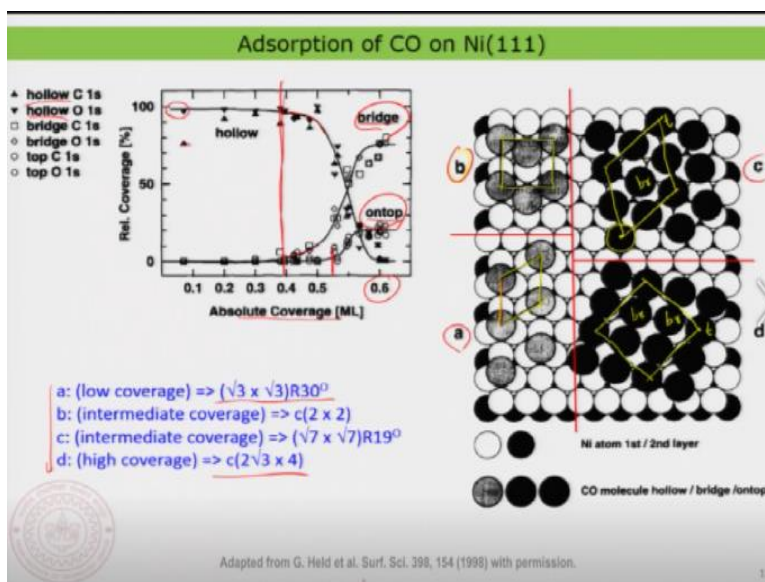 Adsorption of CO on Ni(111)
hollow C 1s
hollow O 1s
bridge C 1s
bridge O 1s
top C 1s
top O 1s
Rel. Coverage [%]
100
50
0
hollow
bridge
ontop
0.1 0.2 0.3 0.4 0.5 0.6
Absolute Coverage [ML]
b
c
a
d
t
br
br
br
t
a: (low coverage) => (√3 x √3)R30°
b: (intermediate coverage) => c(2 x 2)
c: (intermediate coverage) => (√7 x √7)R19°
d: (high coverage) => c(2√3 x 4)
Ni atom 1st / 2nd layer
CO molecule hollow / bridge /ontop
Adapted from G. Held et al. Surf. Sci. 398, 154 (1998) with permission.